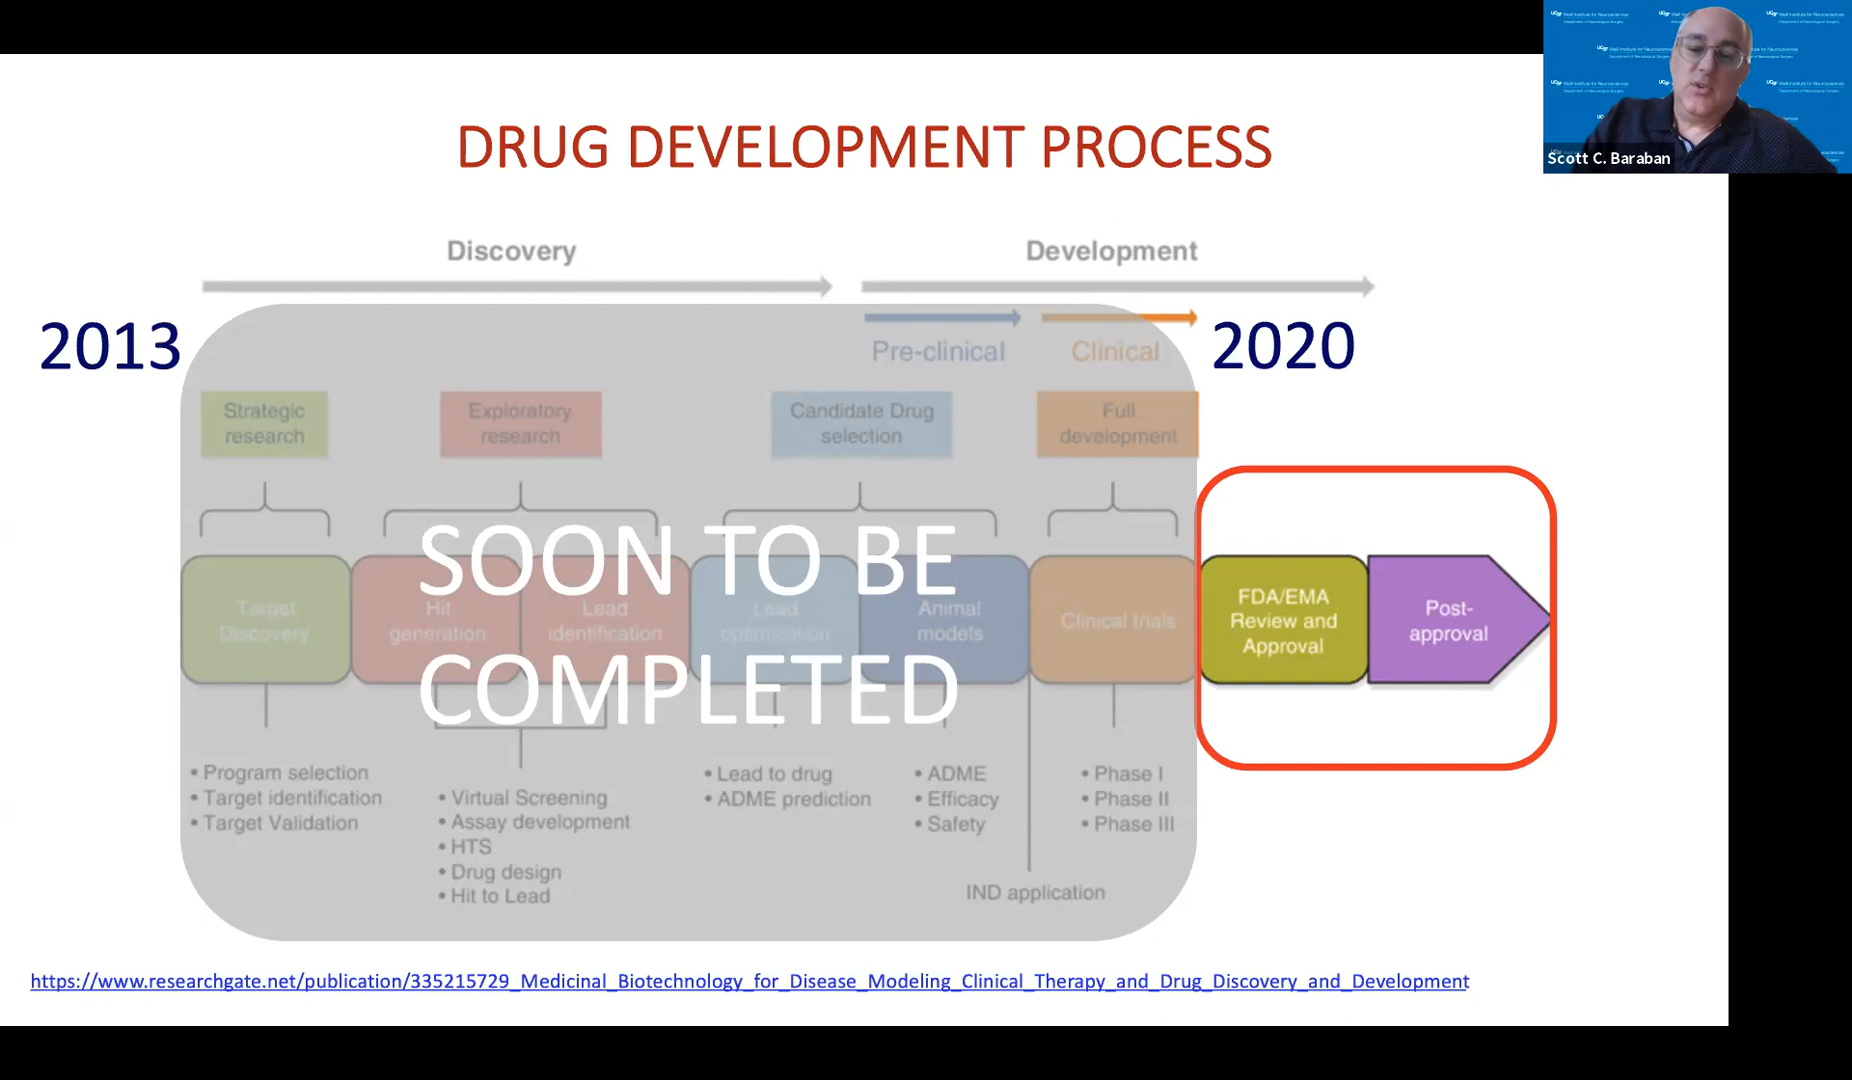 DRUG DEVELOPMENT PROCESS
Scott C. Baraban
Discovery
Development
2013
Pre-clinical
Clinical
2020
Strategic
research
Exploratory
research
Candidate Drug
selection
Full
development
SOON TO BE
COMPLETED
Target
Discovery
Hit
generation
Lead
identification
Lead
optimization
Animal
models
Clinical trials
FDA/EMA
Review and
Approval
Post-
approval
• Program selection
• Target identification
• Target Validation
• Virtual Screening
• Assay development
• HTS
• Drug design
• Hit to Lead
• Lead to drug
• ADME prediction
• ADME
• Efficacy
• Safety
• Phase I
• Phase II
• Phase III
IND application
https://www.researchgate.net/publication/335215729_Medicinal_Biotechnology_for_Disease_Modeling_Clinical_Therapy_and_Drug_Discovery_and_Development